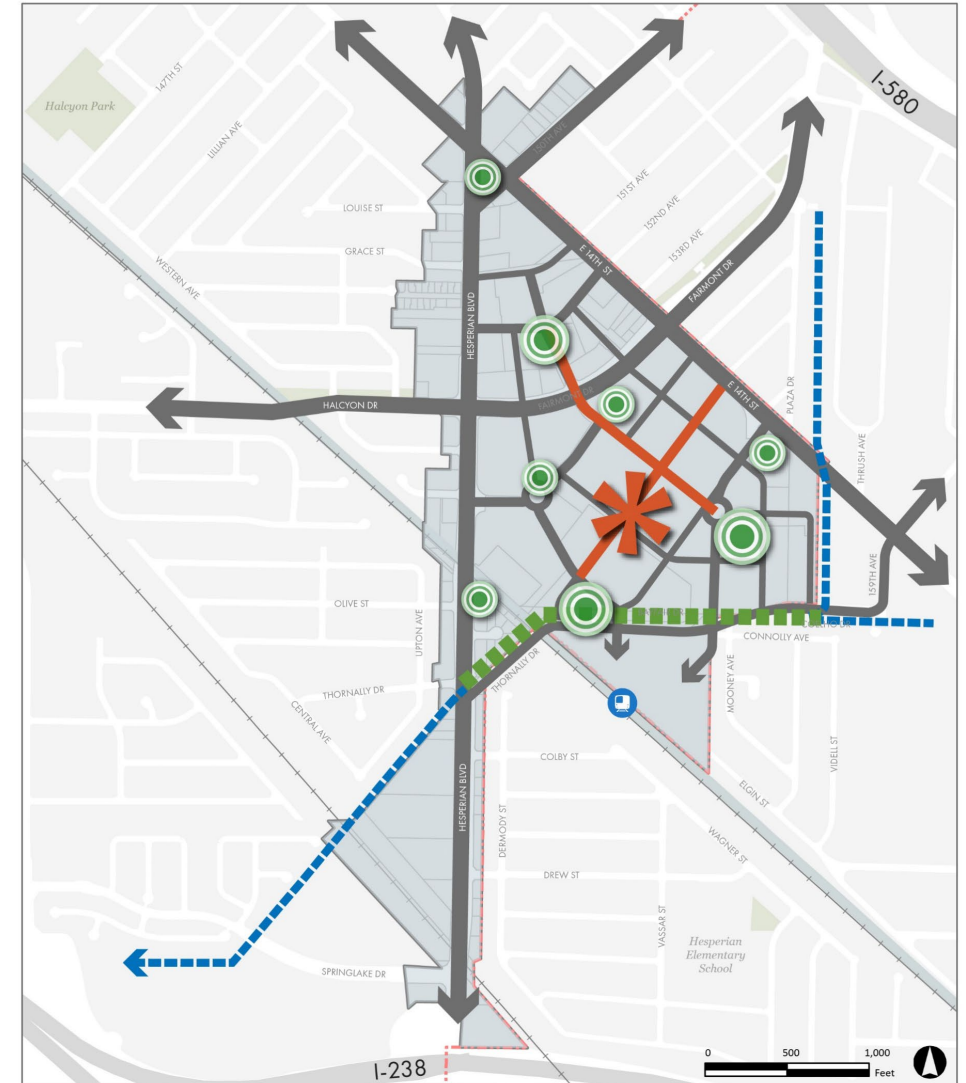 I-580
147TH ST
Halcyon Park
LILLIAN AVE
150TH AVE
151ST AVE
LOUISE ST
152ND AVE
153RD AVE
GRACE ST
E 14TH ST
WESTERN AVE
FAIRMONT DR
HESPERIAN BLVD
PLAZA DR
E 14TH ST
FAIRMONT DR
HALCYON DR
THRUSH AVE
159TH AVE
OLIVE ST
UPTON AVE
COELHO DR
CONNOLLY AVE
THORNALLY DR
THORNALLY DR
MOONEY AVE
CENTRAL AVE
COLBY ST
VIDELL ST
HESPERIAN BLVD
ELGIN ST
DERMODY ST
WAGNER ST
DREW ST
VASSAR ST
Hesperian
Elementary
School
SPRINGLAKE DR
0 500 1,000
Feet
I-238